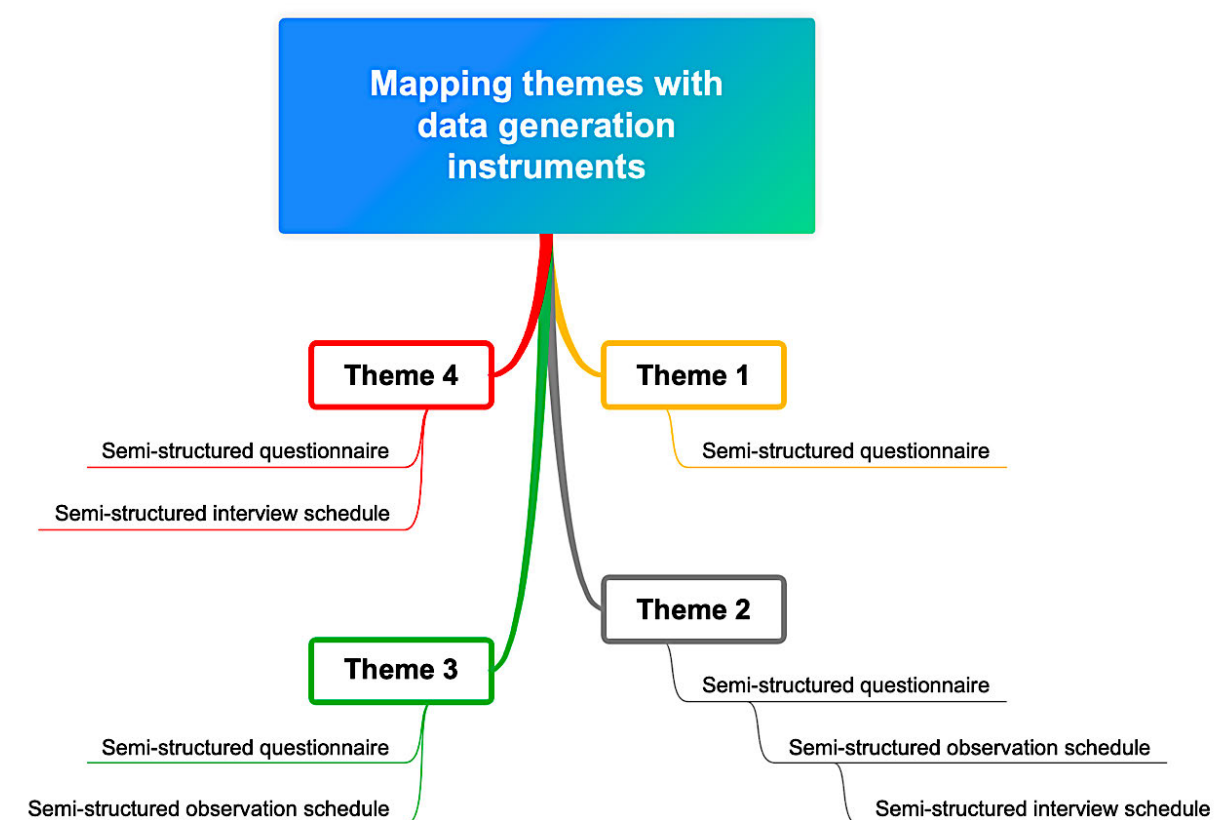 Mapping themes with
data generation
instruments
Theme 4
Theme 1
Semi-structured questionnaire
Semi-structured questionnaire
Semi-structured interview schedule
Theme 2
Theme 3
Semi-structured questionnaire
Semi-structured questionnaire
Semi-structured observation schedule
Semi-structured observation schedule
Semi-structured interview schedule